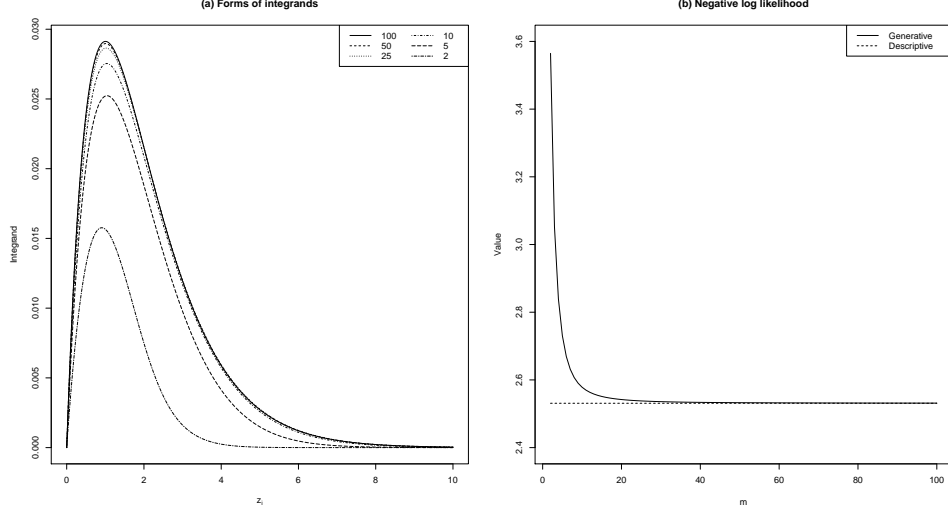 (a) Forms of integrands
Integrand
0.000 0.005 0.010 0.015 0.020 0.025 0.030
100 10
50 5
25 2
0 2 4 6 8 10
z_i
(b) Negative log likelihood
Value
2.4 2.6 2.8 3.0 3.2 3.4 3.6
Generative
Descriptive
0 20 40 60 80 100
m